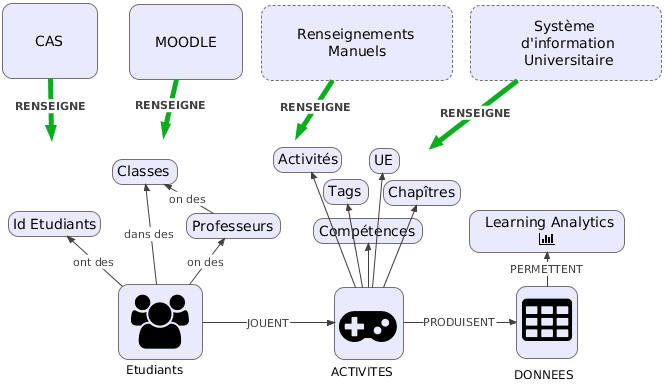 CAS
MOODLE
Renseignements
Manuels
Système
d'information
Universitaire
RENSEIGNE
RENSEIGNE
RENSEIGNE
RENSEIGNE
Activités
UE
Classes
Tags
Chapîtres
on des
Id Etudiants
dans des
Professeurs
Compétences
Learning Analytics
ont des
on des
PERMETTENT
JOUENT
PRODUISENT
Etudiants
ACTIVITES
DONNEES